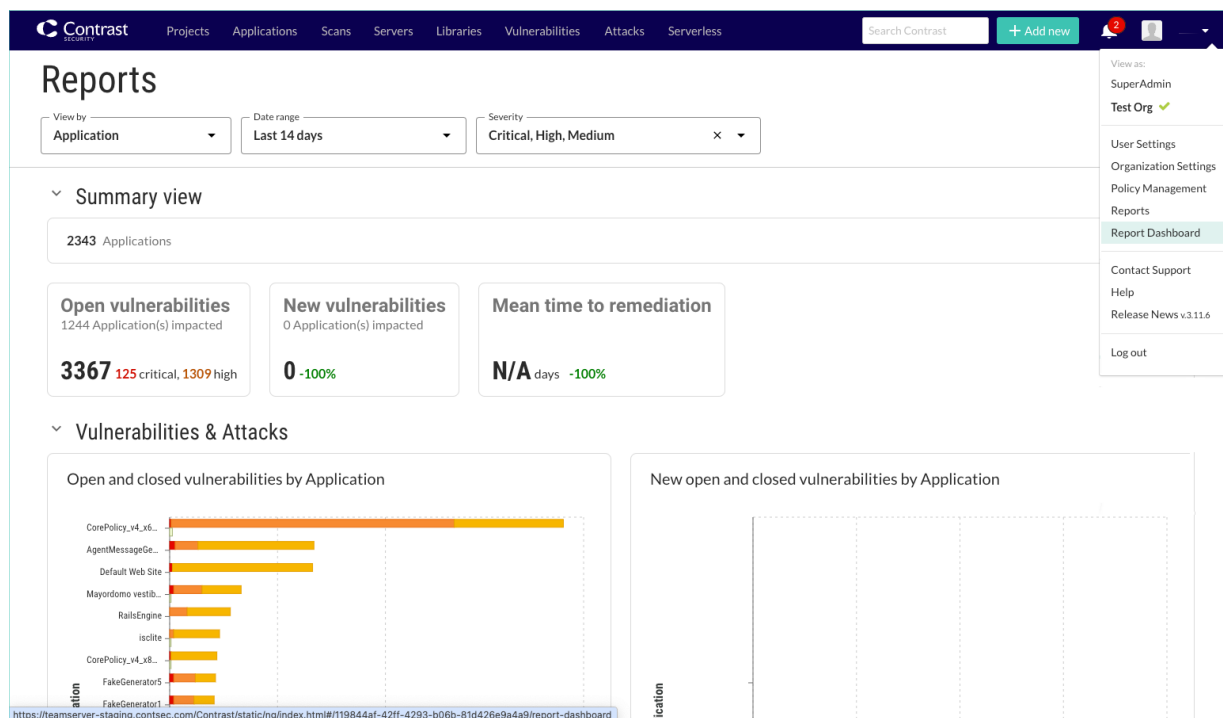 Contrast
SECURITY
Projects Applications Scans Servers Libraries Vulnerabilities Attacks Serverless
Search Contrast
+ Add new
2
View as:
SuperAdmin
Test Org
User Settings
Organization Settings
Policy Management
Reports
Report Dashboard
Contact Support
Help
Release News v.3.11.6
Log out
Reports
View by
Application
Date range
Last 14 days
Severity
Critical, High, Medium
Summary view
2343 Applications
Open vulnerabilities
1244 Application(s) impacted
3367 125 critical, 1309 high
New vulnerabilities
0 Application(s) impacted
0 -100%
Mean time to remediation
N/A days -100%
Vulnerabilities & Attacks
Open and closed vulnerabilities by Application
CorePolicy_v4_x6...
AgentMessageGe...
Default Web Site
Mayordomo vestib...
RailsEngine
isclite
CorePolicy_v4_x8...
FakeGenerator5
FakeGenerator1
ation
New open and closed vulnerabilities by Application
ication
https://teamserver-staging.contsec.com/Contrast/static/ng/index.html#/119844af-42ff-4293-b06b-81d426e9a4a9/report-dashboard